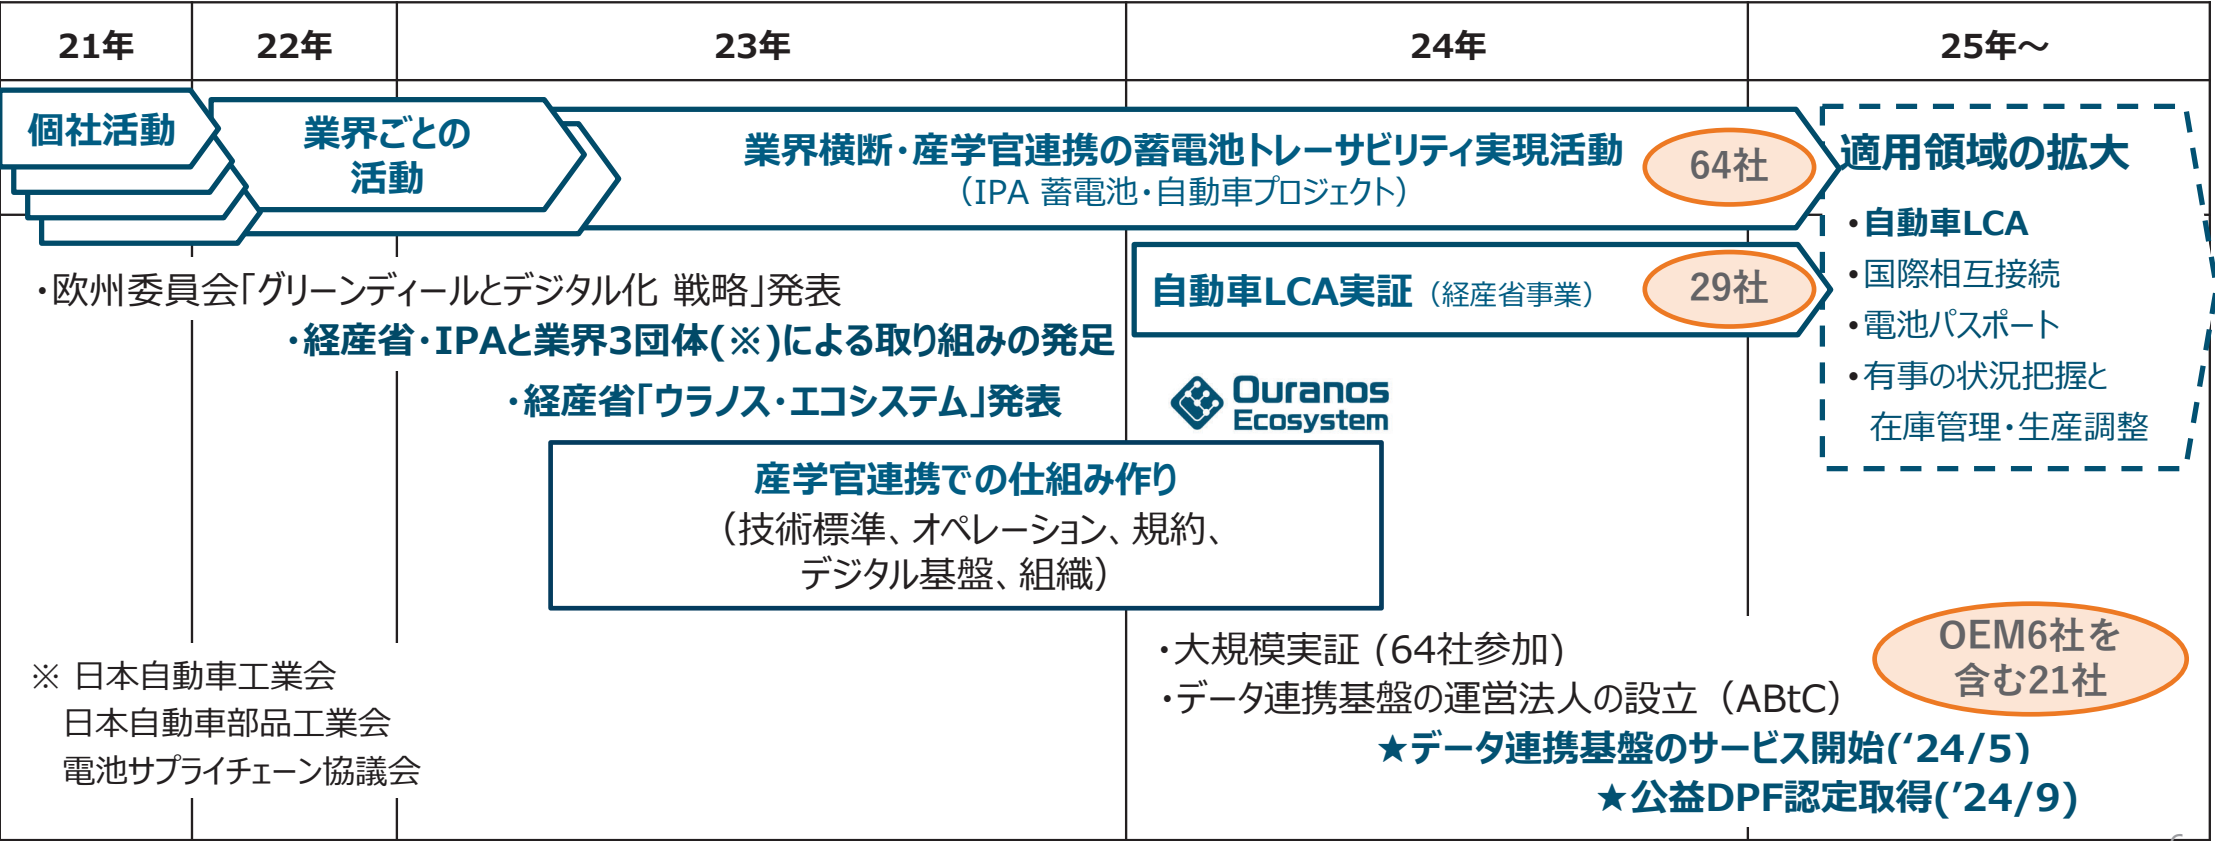 21年
22年
23年
24年
25年～
個社活動
業界ごとの
活動
業界横断・産学官連携の蓄電池トレーサビリティ実現活動
（IPA 蓄電池・自動車プロジェクト）
64社
適用領域の拡大
・自動車LCA
・国際相互接続
・電池パスポート
・有事の状況把握と
在庫管理・生産調整
自動車LCA実証（経産省事業）
29社
・欧州委員会「グリーンディールとデジタル化 戦略」発表
・経産省・IPAと業界3団体(※)による取り組みの発足
・経産省「ウラノス・エコシステム」発表
Ouranos
Ecosystem
産学官連携での仕組み作り
（技術標準、オペレーション、規約、
デジタル基盤、組織）
※ 日本自動車工業会
日本自動車部品工業会
電池サプライチェーン協議会
・大規模実証 (64社参加)
・データ連携基盤の運営法人の設立（ABtC）
★データ連携基盤のサービス開始(‘24/5)
★公益DPF認定取得(’24/9)
OEM6社を
含む21社